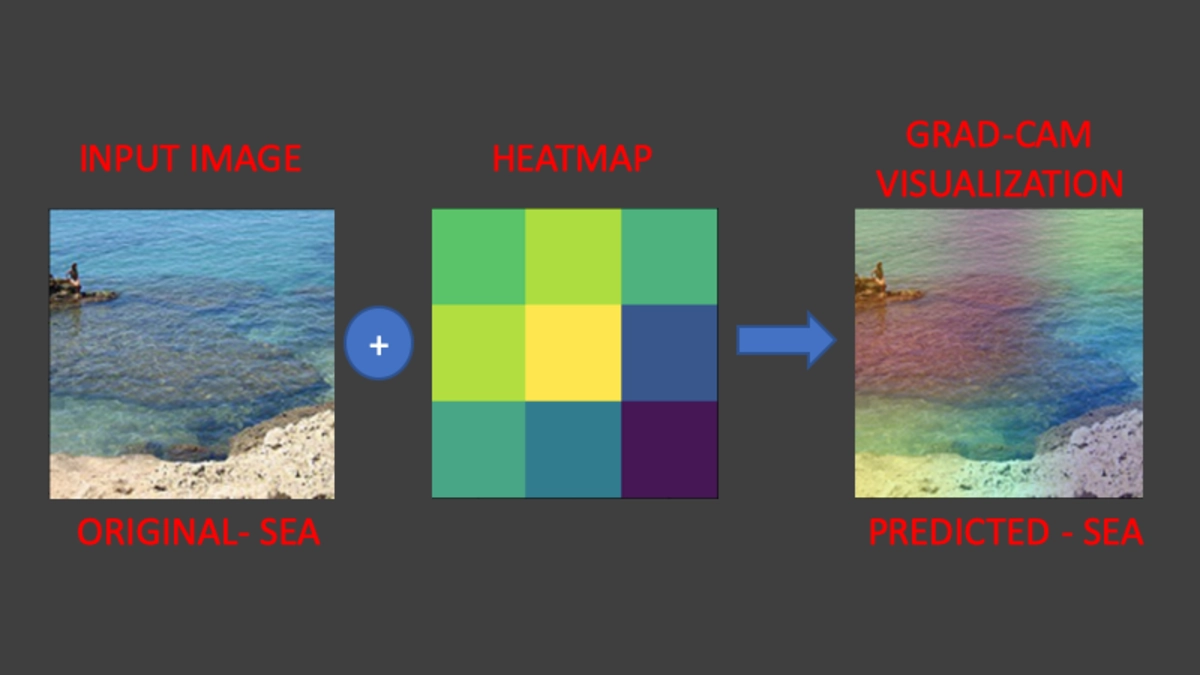 INPUT IMAGE
HEATMAP
GRAD-CAM
VISUALIZATION
+
ORIGINAL- SEA
PREDICTED - SEA